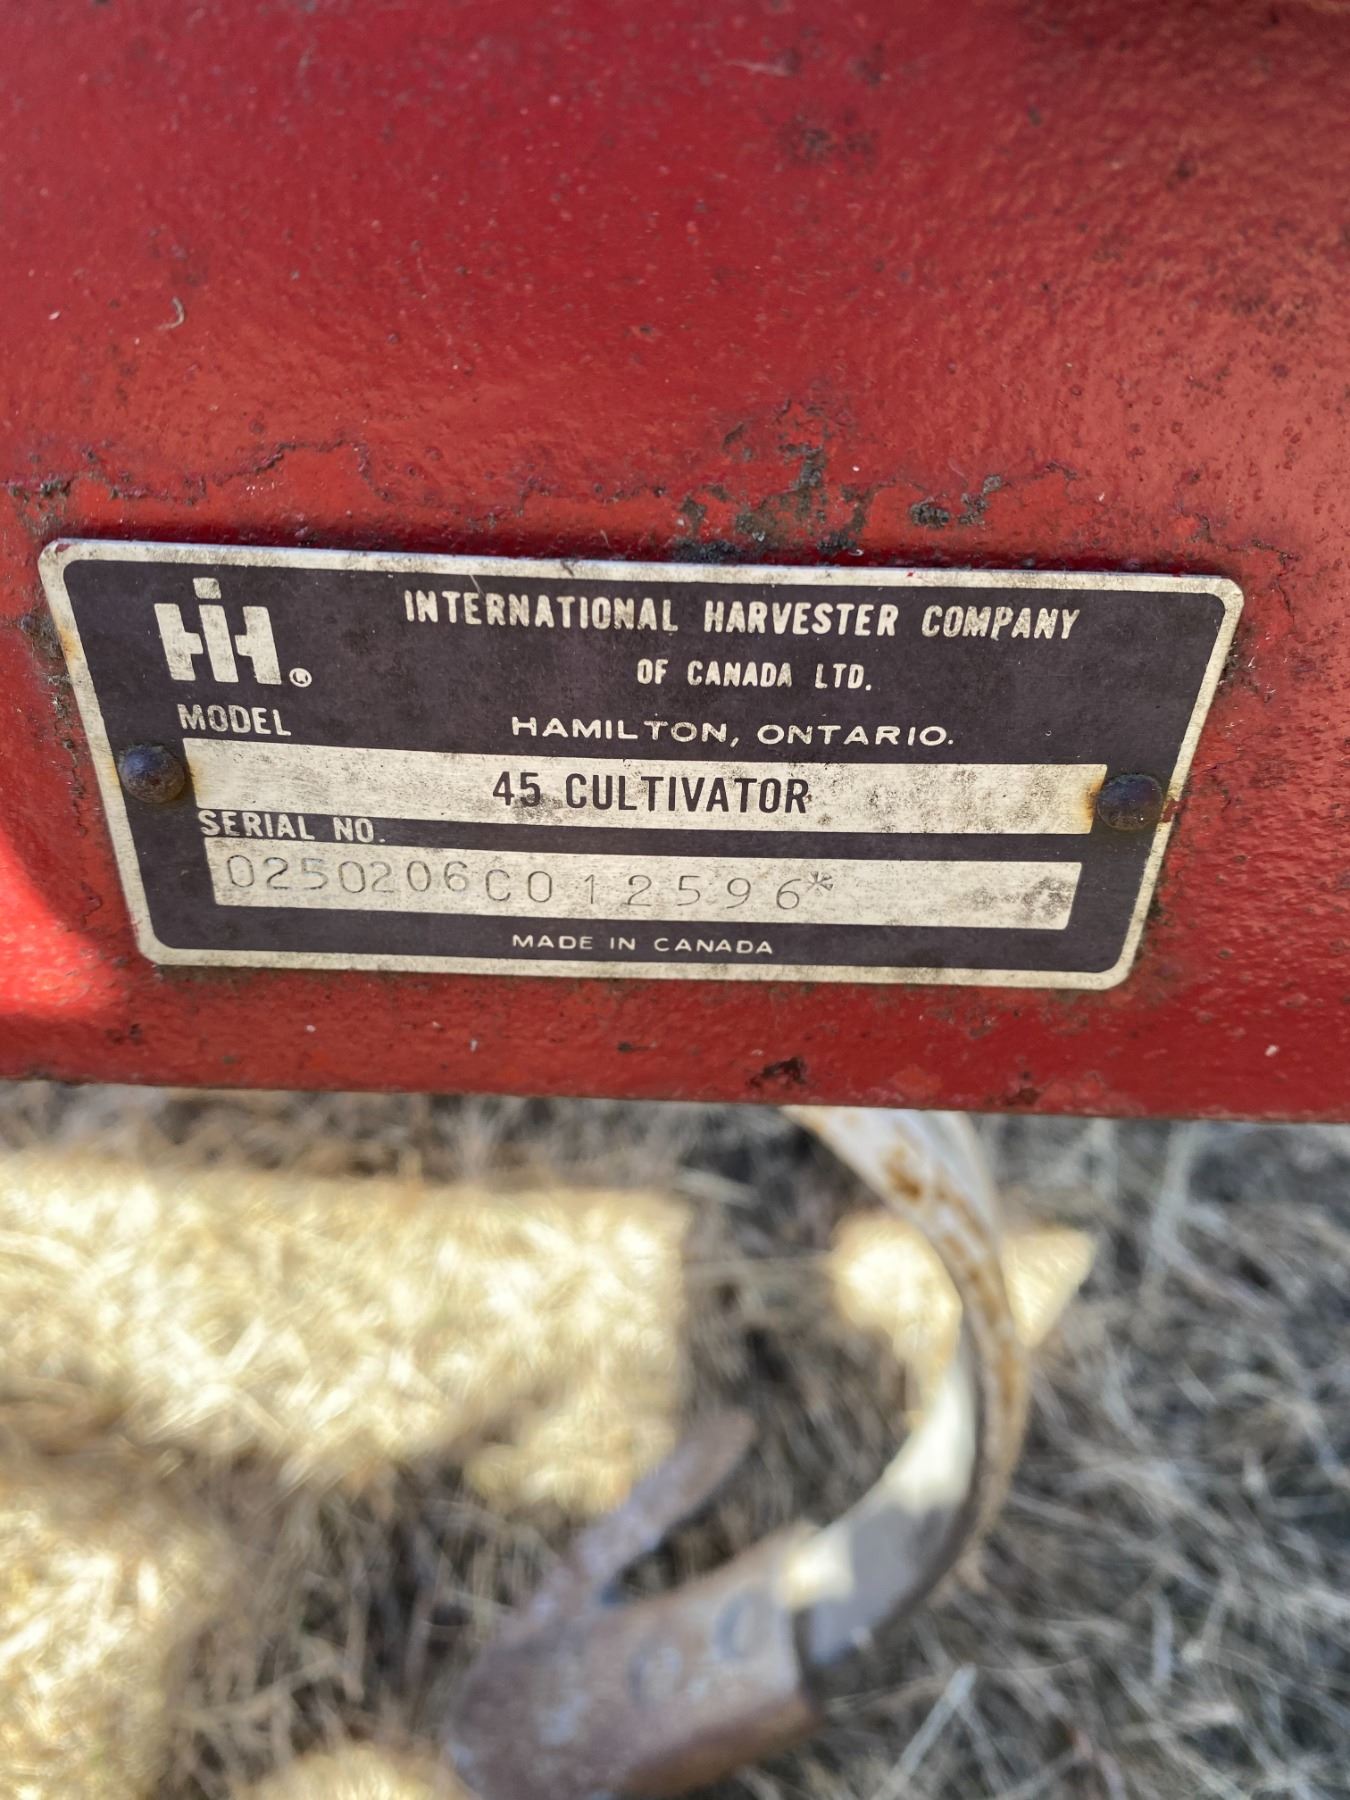 IH®
INTERNATIONAL HARVESTER COMPANY
OF CANADA LTD.
MODEL
HAMILTON, ONTARIO.
45 CULTIVATOR
SERIAL NO.
0250206C012596*
MADE IN CANADA